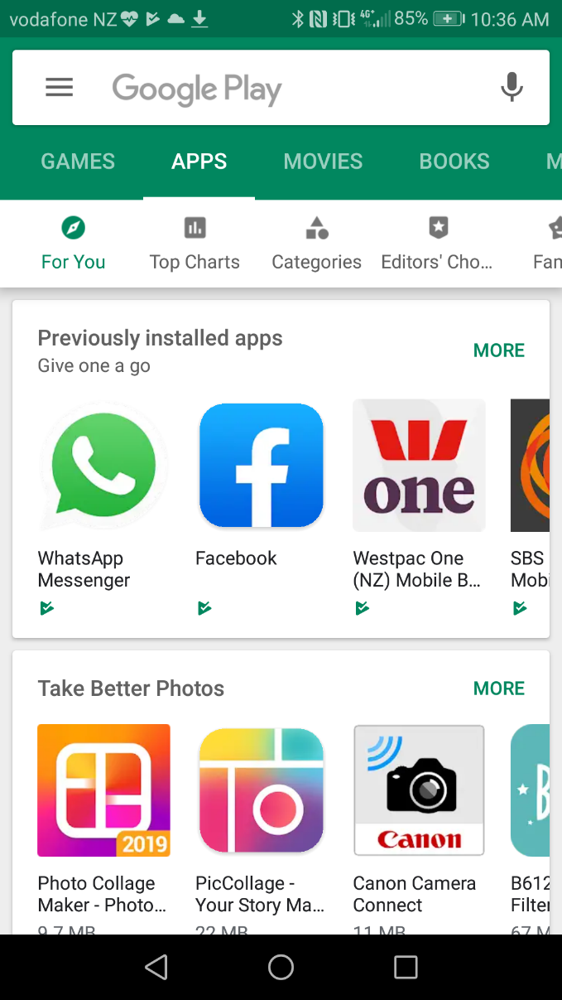 vodafone NZ 4G+ 85% 10:36 AM
Google Play
GAMES APPS MOVIES BOOKS M
For You Top Charts Categories Editors' Cho... Fam
Previously installed apps
Give one a go
MORE
one
WhatsApp Messenger
Facebook
Westpac One (NZ) Mobile B...
SBS Mobi
Take Better Photos
MORE
2019
Canon
B
Photo Collage Maker - Photo...
PicCollage - Your Story Ma...
Canon Camera Connect
B612 Filter
9.7 MB 22 MB 11 MB 67 M